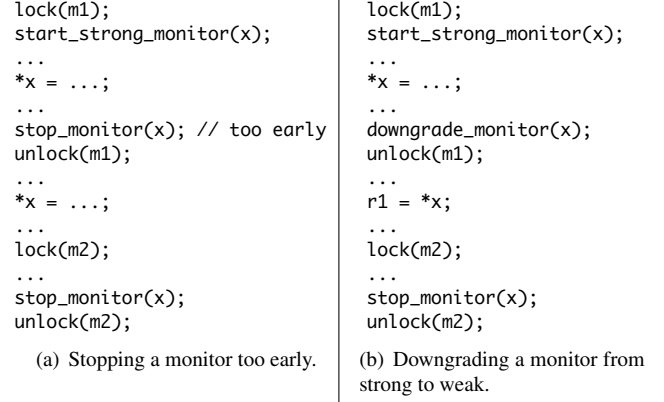 lock(m1);
start_strong_monitor(x);
...
*x = ...;
...
stop_monitor(x); // too early
unlock(m1);
...
*x = ...;
...
lock(m2);
...
stop_monitor(x);
unlock(m2);
(a) Stopping a monitor too early.
lock(m1);
start_strong_monitor(x);
...
*x = ...;
...
downgrade_monitor(x);
unlock(m1);
...
r1 = *x;
...
lock(m2);
...
stop_monitor(x);
unlock(m2);
(b) Downgrading a monitor from
strong to weak.